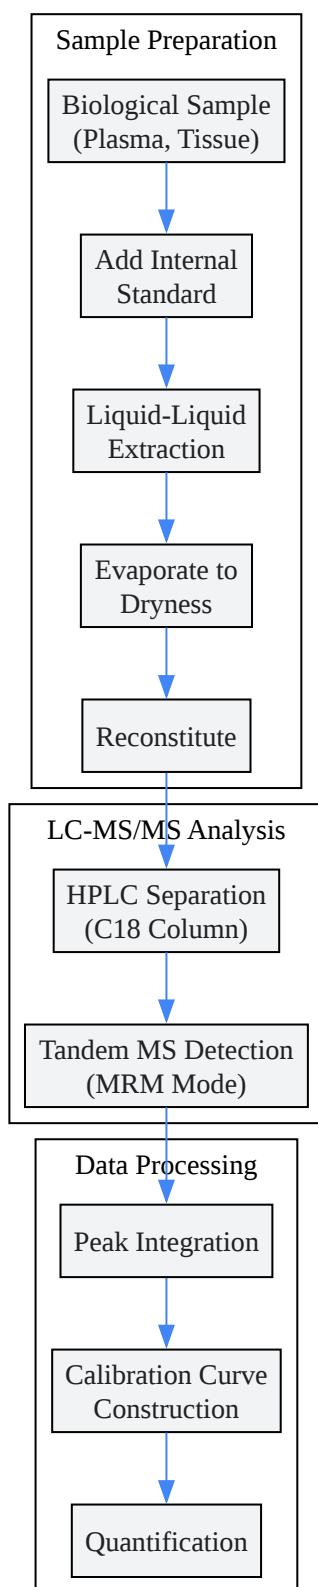 Sample Preparation
Biological Sample
(Plasma, Tissue)
Add Internal
Standard
Liquid-Liquid
Extraction
Evaporate to
Dryness
Reconstitute
LC-MS/MS Analysis
HPLC Separation
(C18 Column)
Tandem MS Detection
(MRM Mode)
Data Processing
Peak Integration
Calibration Curve
Construction
Quantification